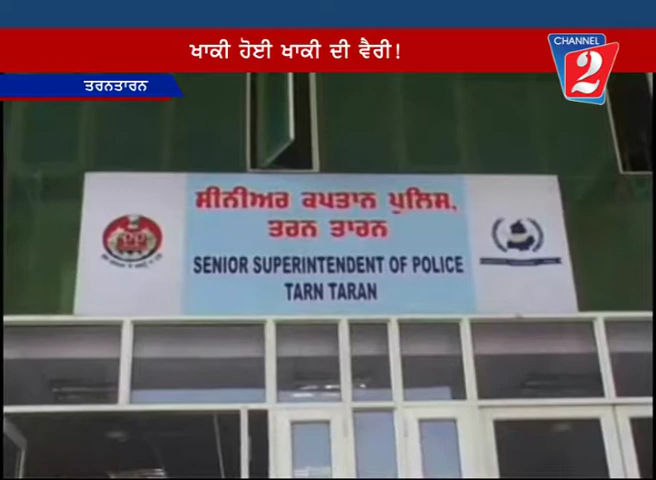 ਖਾਕੀ ਹੋਈ ਖਾਕੀ ਦੀ ਵੈਰੀ!
CHANNEL
2
ਤਰਨਤਾਰਨ
ਸੀਨੀਅਰ ਕਪਤਾਨ ਪੁਲਿਸ,
ਤਰਨ ਤਾਰਨ
SENIOR SUPERINTENDENT OF POLICE
TARN TARAN